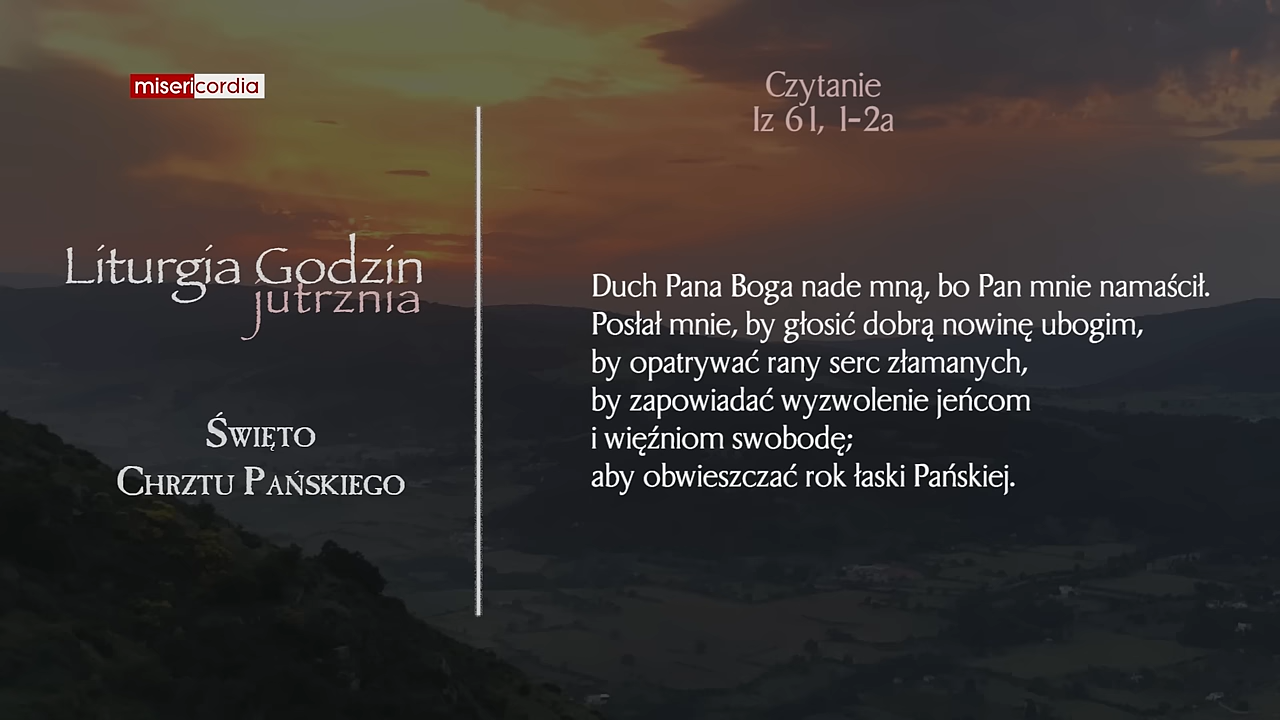 misericordia
Liturgia Godzin
jutrznia
Święto
Chrztu Pańskiego
Czytanie
Iz 61, 1-2a
Duch Pana Boga nade mną, bo Pan mnie namaścił.
Posłał mnie, by głosić dobrą nowinę ubogim,
by opatrywać rany serc złamanych,
by zapowiadać wyzwolenie jeńcom
i więźniom swobodę;
aby obwieszczać rok łaski Pańskiej.